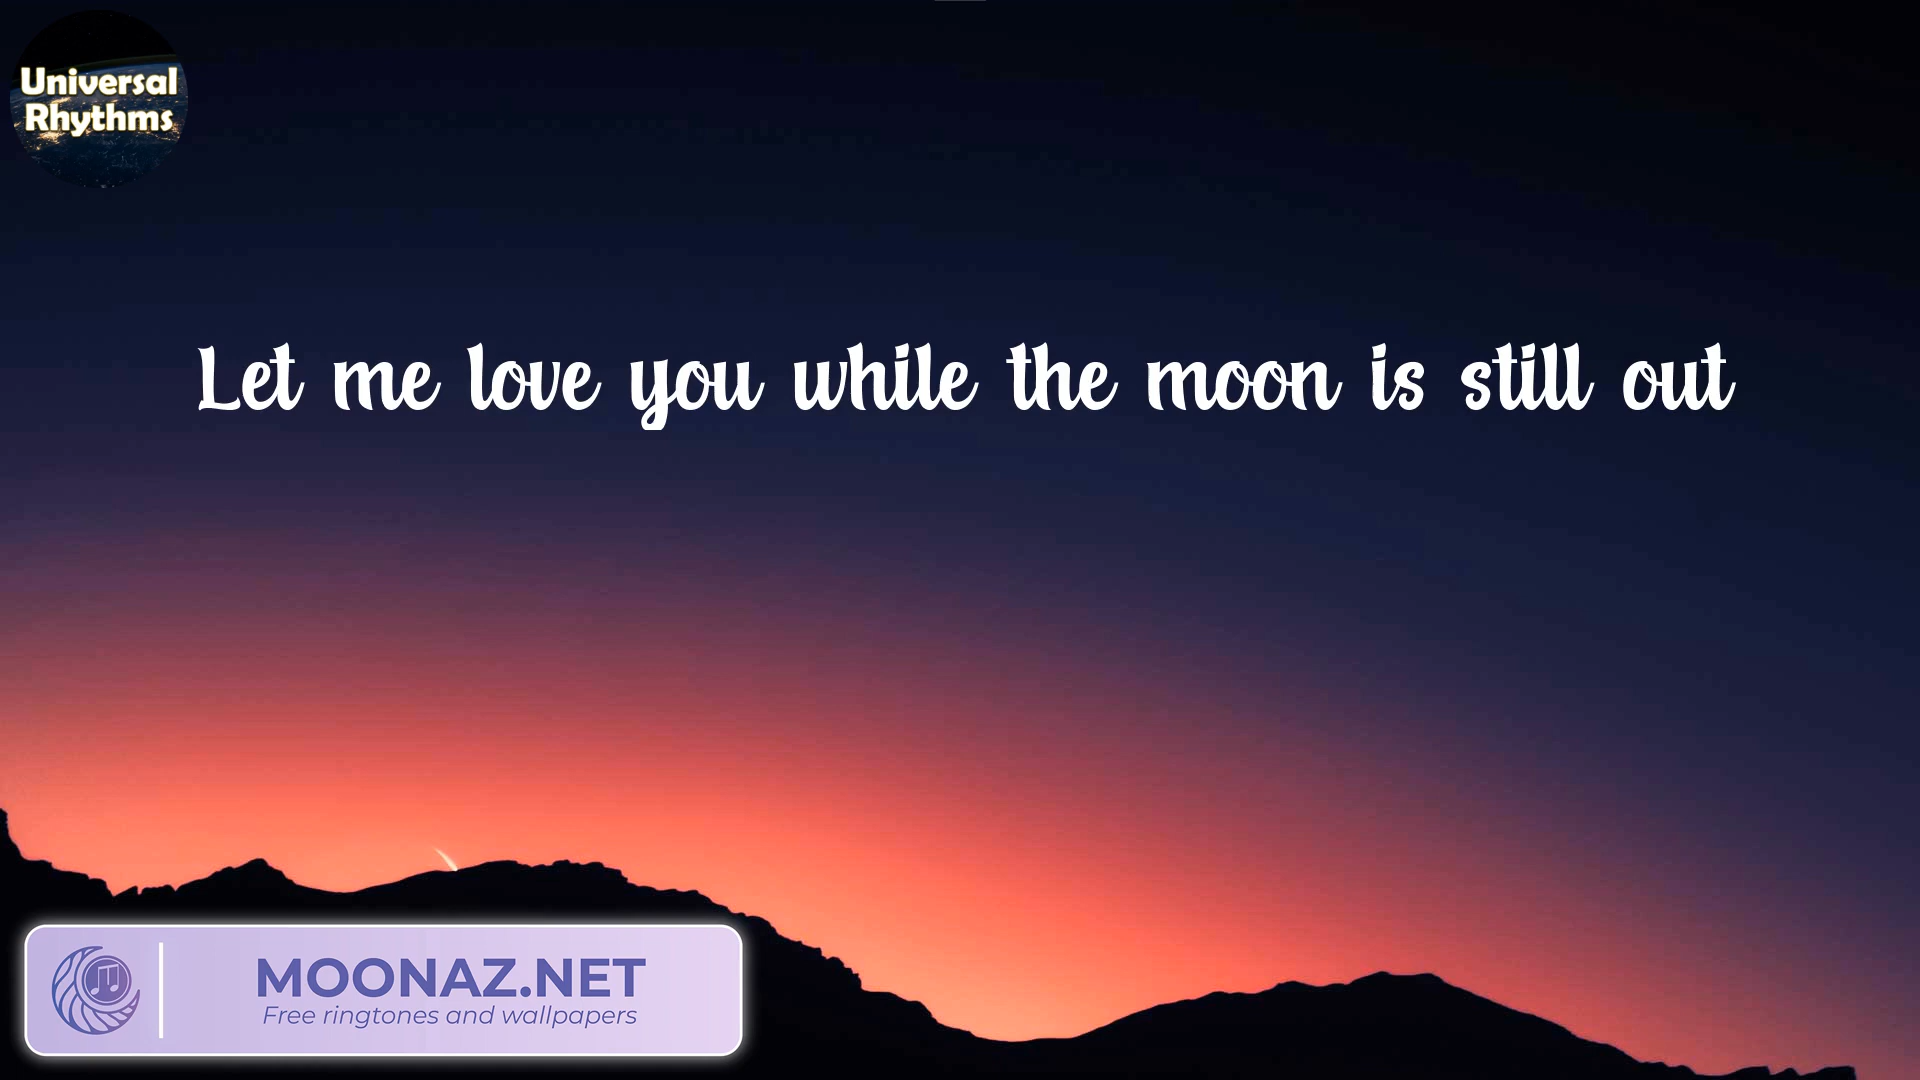 Universal
Rhythms
Let me love you while the moon is still out
MOONAZ.NET
Free ringtones and wallpapers